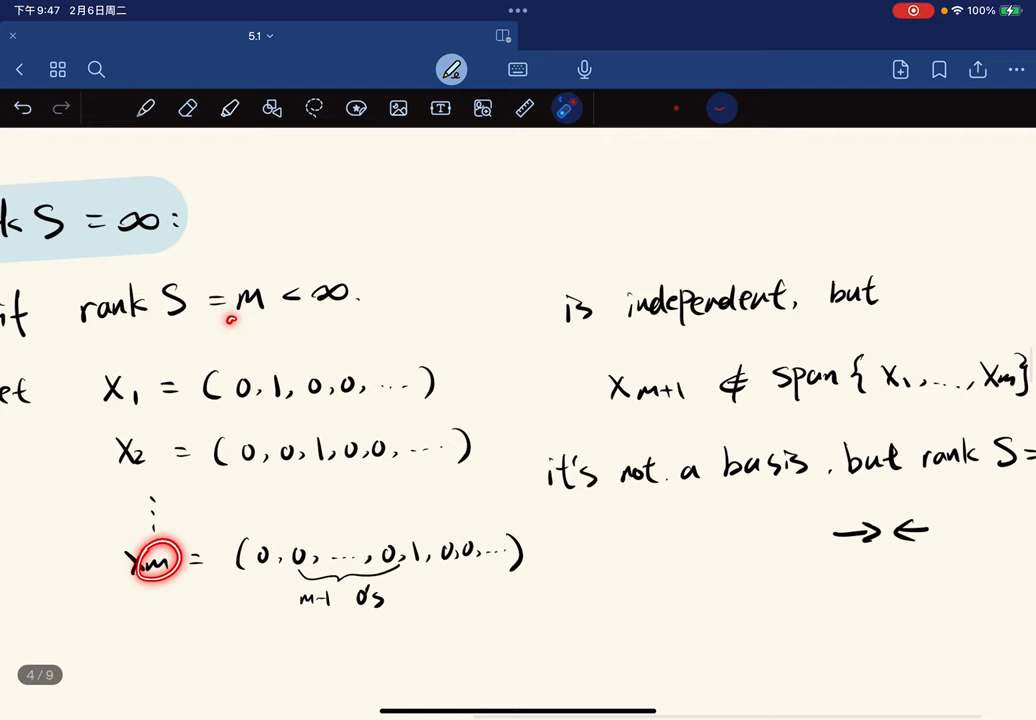 下午9:47 2月6日周二
100%
5.1
k S = ∞:
if rank S = m < ∞.
et X₁ = (0,1,0,0,...)
X₂ = (0,0,1,0,0,....)
⋮
Xm = (0,0,...,0,1,0,0,...)
m-1 0's
is independent, but
X m+1 ∉ span{X₁,...,Xm}
it's not a basis, but rank S =
→←
4/9